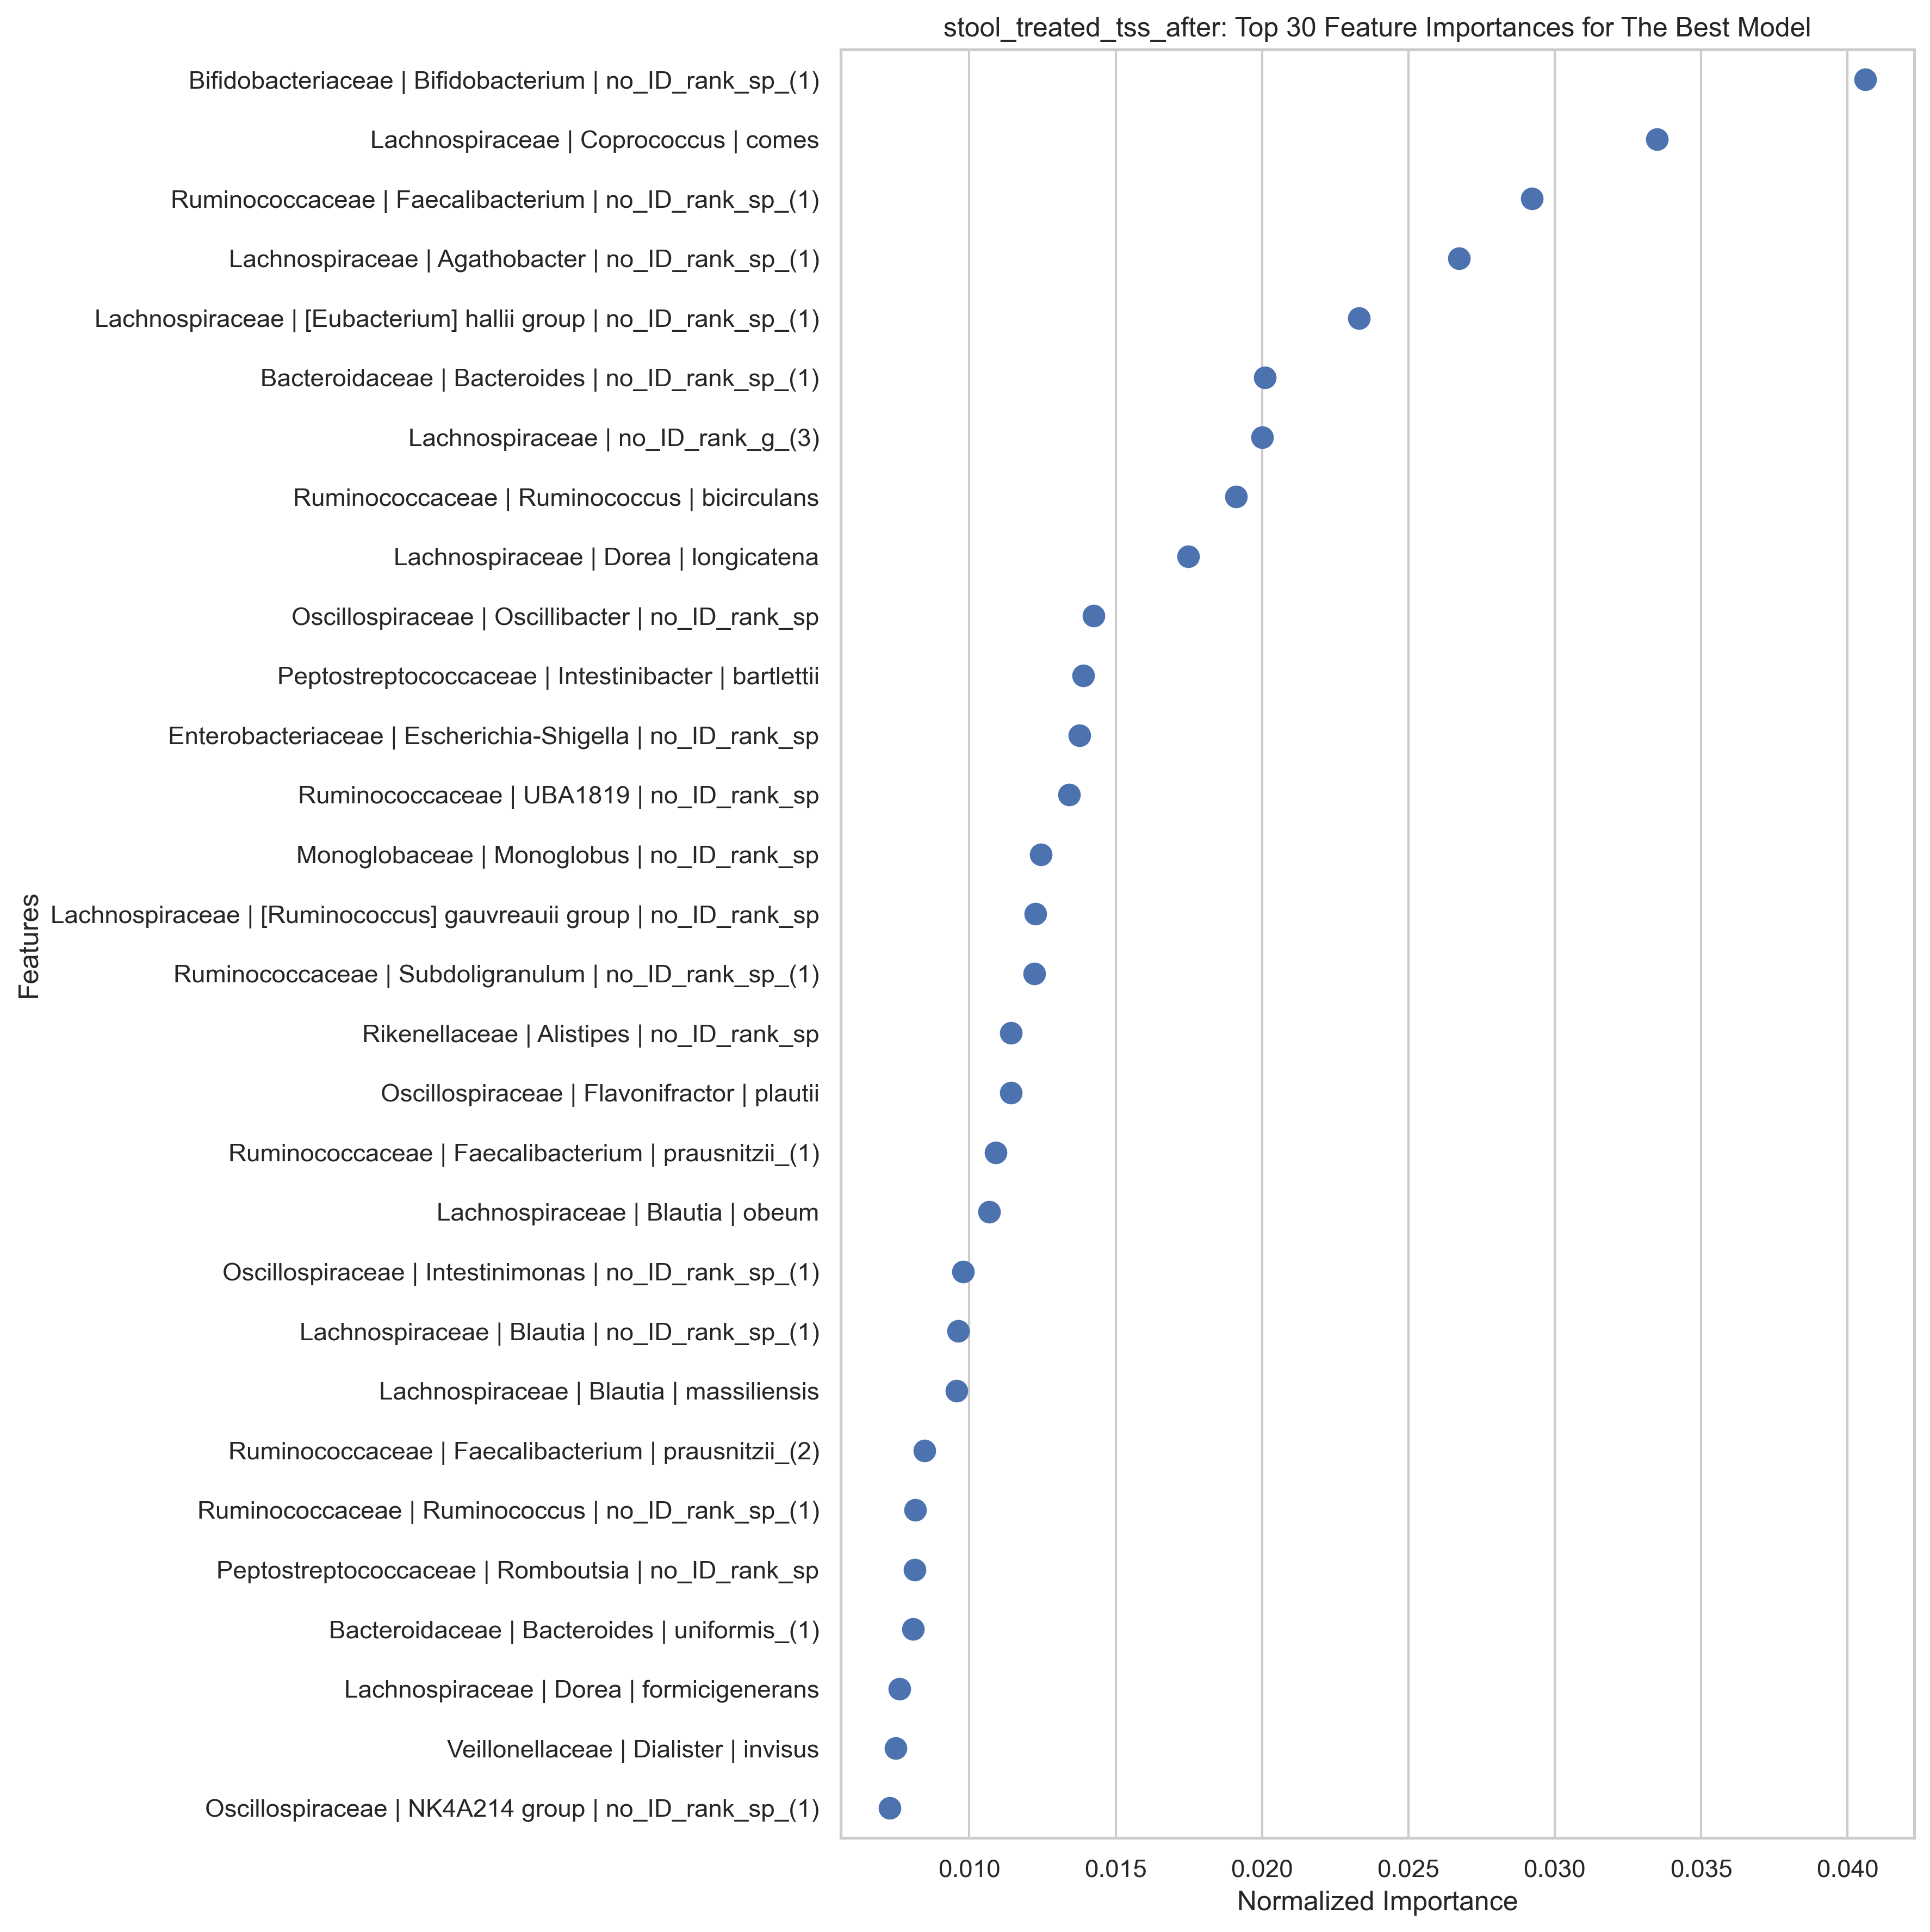 stool_treated_tss_after: Top 30 Feature Importances for The Best Model
Bifidobacteriaceae | Bifidobacterium | no_ID_rank_sp_(1)
Lachnospiraceae | Coprococcus | comes
Ruminococcaceae | Faecalibacterium | no_ID_rank_sp_(1)
Lachnospiraceae | Agathobacter | no_ID_rank_sp_(1)
Lachnospiraceae | [Eubacterium] hallii group | no_ID_rank_sp_(1)
Bacteroidaceae | Bacteroides | no_ID_rank_sp_(1)
Lachnospiraceae | no_ID_rank_g_(3)
Ruminococcaceae | Ruminococcus | bicirculans
Lachnospiraceae | Dorea | longicatena
Oscillospiraceae | Oscillibacter | no_ID_rank_sp
Peptostreptococcaceae | Intestinibacter | bartlettii
Enterobacteriaceae | Escherichia-Shigella | no_ID_rank_sp
Ruminococcaceae | UBA1819 | no_ID_rank_sp
Monoglobaceae | Monoglobus | no_ID_rank_sp
Lachnospiraceae | [Ruminococcus] gauvreauii group | no_ID_rank_sp
Ruminococcaceae | Subdoligranulum | no_ID_rank_sp_(1)
Rikenellaceae | Alistipes | no_ID_rank_sp
Oscillospiraceae | Flavonifractor | plautii
Ruminococcaceae | Faecalibacterium | prausnitzii_(1)
Lachnospiraceae | Blautia | obeum
Oscillospiraceae | Intestinimonas | no_ID_rank_sp_(1)
Lachnospiraceae | Blautia | no_ID_rank_sp_(1)
Lachnospiraceae | Blautia | massiliensis
Ruminococcaceae | Faecalibacterium | prausnitzii_(2)
Ruminococcaceae | Ruminococcus | no_ID_rank_sp_(1)
Peptostreptococcaceae | Romboutsia | no_ID_rank_sp
Bacteroidaceae | Bacteroides | uniformis_(1)
Lachnospiraceae | Dorea | formicigenerans
Veillonellaceae | Dialister | invisus
Oscillospiraceae | NK4A214 group | no_ID_rank_sp_(1)
Features
0.010 0.015 0.020 0.025 0.030 0.035 0.040
Normalized Importance